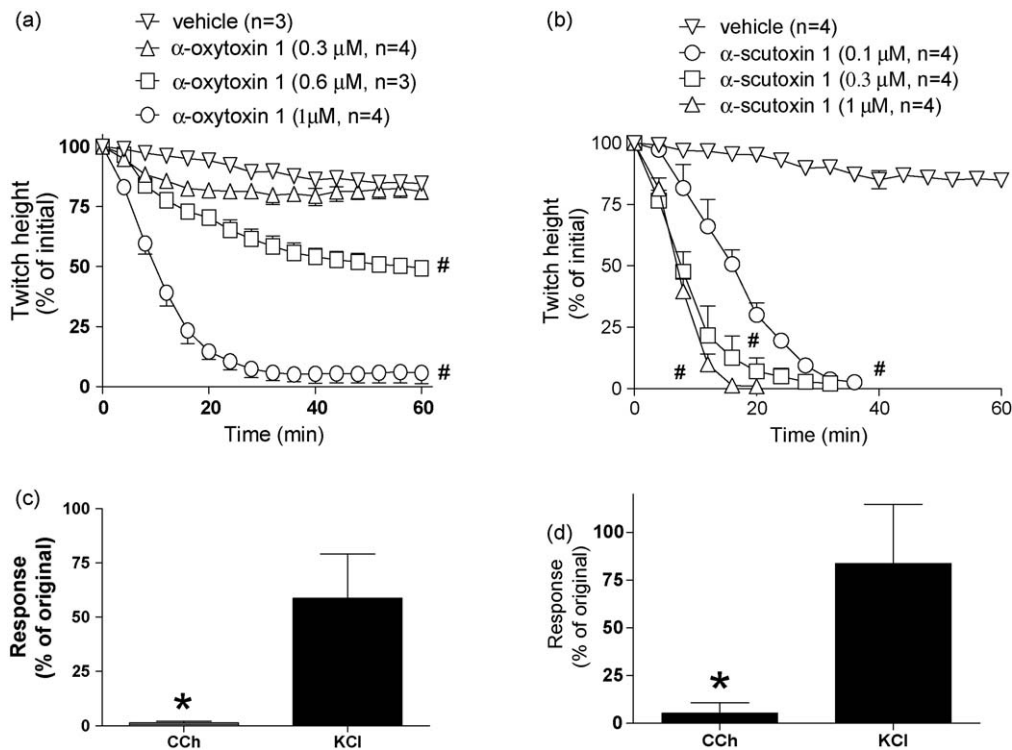 (a)
vehicle (n=3)
α-oxytoxin 1 (0.3 μM, n=4)
α-oxytoxin 1 (0.6 μM, n=3)
α-oxytoxin 1 (1μM, n=4)
Twitch height
(% of initial)
100
75
50
25
0
#
#
0 20 40 60
Time (min)
(b)
vehicle (n=4)
α-scutoxin 1 (0.1 μM, n=4)
α-scutoxin 1 (0.3 μM, n=4)
α-scutoxin 1 (1 μM, n=4)
Twitch height
(% of initial)
100
75
50
25
0
#
#
#
0 20 40 60
Time (min)
(c)
Response
(% of original)
100
75
50
25
0
*
CCh KCl
(d)
Response
(% of original)
100
75
50
25
0
*
CCh KCl